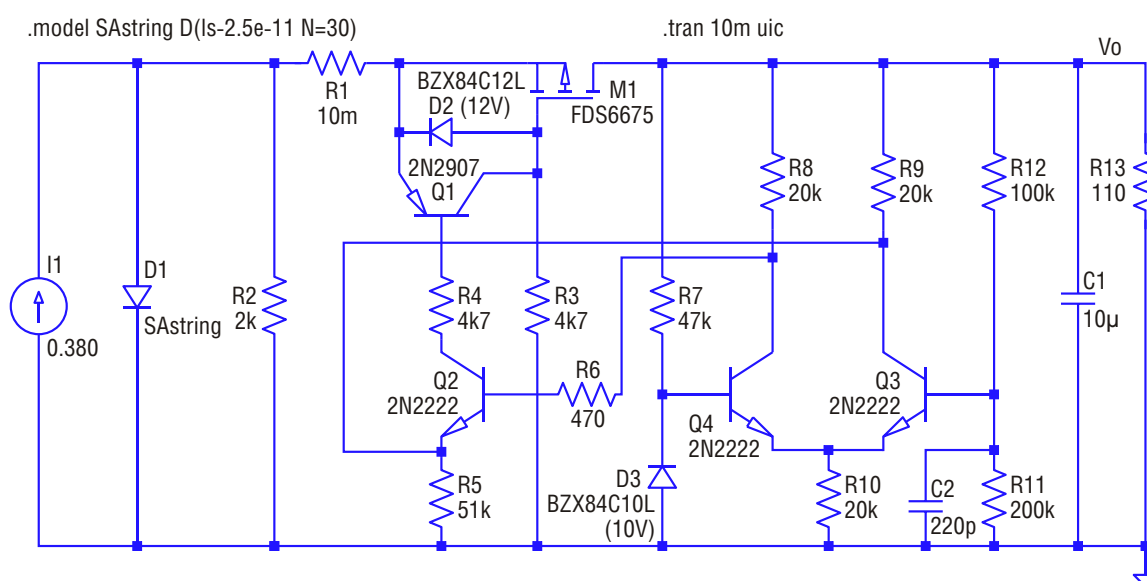 .model SAstring D(Is-2.5e-11 N=30)
.tran 10m uic
Vo
R1
10m
BZX84C12L
D2 (12V)
M1
FDS6675
2N2907
Q1
R8
20k
R9
20k
R12
100k
R13
110
I1
0.380
D1
SAstring
R2
2k
R4
4k7
R3
4k7
R7
47k
C1
10µ
Q2
2N2222
R6
470
Q4
2N2222
Q3
2N2222
R5
51k
D3
BZX84C10L
(10V)
R10
20k
C2
220p
R11
200k